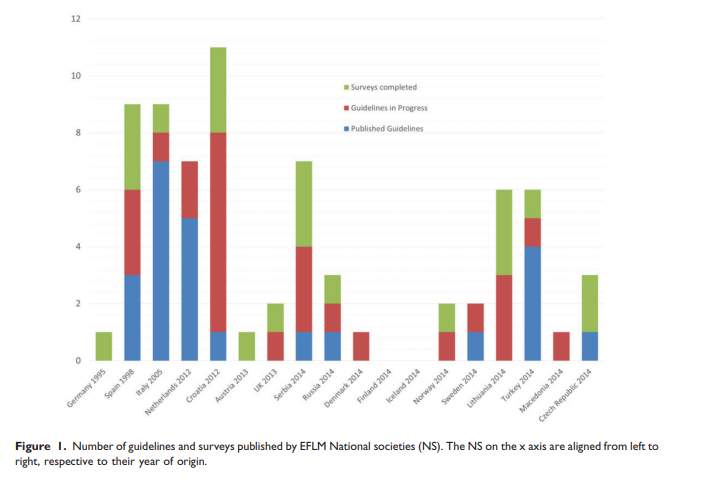 12
10
8
6
4
2
0
Surveys completed
Guidelines in Progress
Published Guidelines
Germany 1995
Spain 1998
Italy 2005
Netherlands 2012
Croatia 2012
Austria 2013
UK 2013
Serbia 2014
Russia 2014
Denmark 2014
Finland 2014
Iceland 2014
Norway 2014
Sweden 2014
Lithuania 2014
Turkey 2014
Macedonia 2014
Czech Republic 2014
Figure 1. Number of guidelines and surveys published by EFLM National societies (NS). The NS on the x axis are aligned from left to
right, respective to their year of origin.